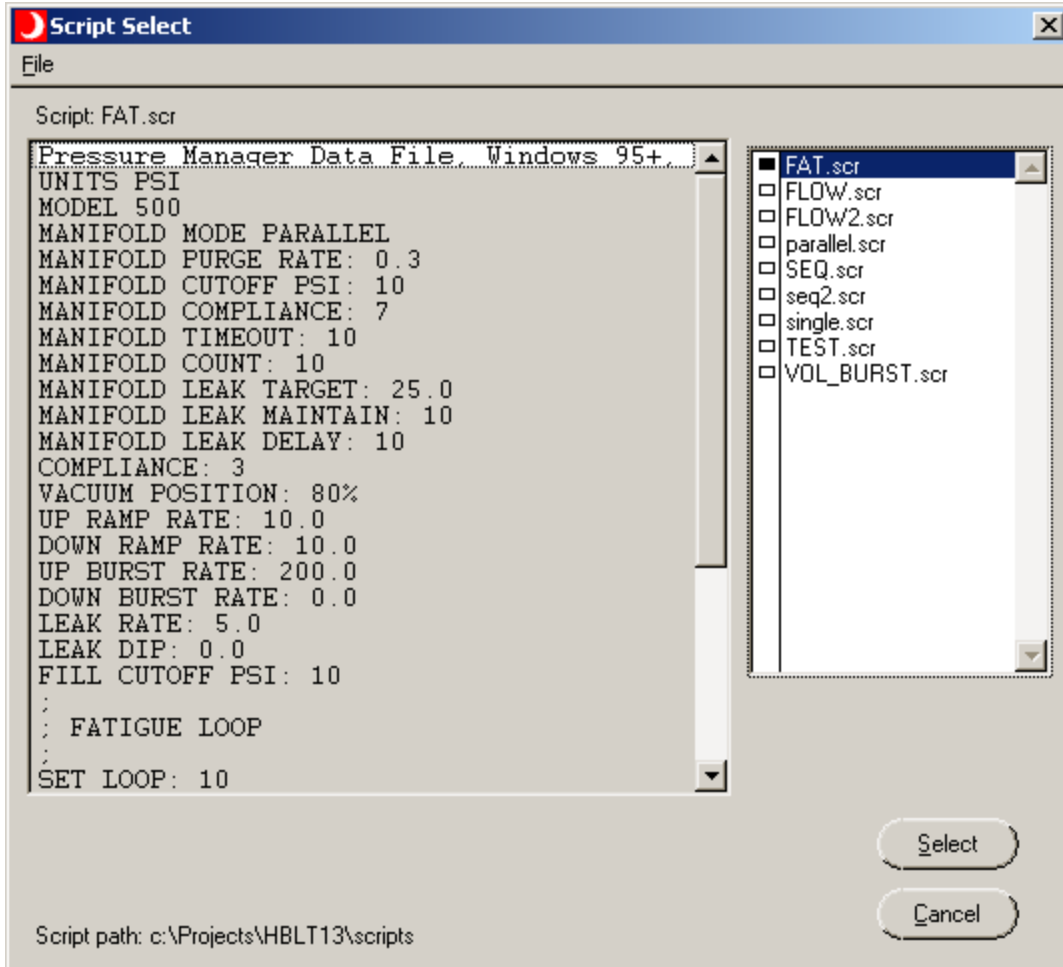 Script Select
File
Script: FAT.scr
Pressure Manager Data File, Windows 95+,
UNITS PSI
MODEL 500
MANIFOLD MODE PARALLEL
MANIFOLD PURGE RATE: 0.3
MANIFOLD CUTOFF PSI: 10
MANIFOLD COMPLIANCE: 7
MANIFOLD TIMEOUT: 10
MANIFOLD COUNT: 10
MANIFOLD LEAK TARGET: 25.0
MANIFOLD LEAK MAINTAIN: 10
MANIFOLD LEAK DELAY: 10
COMPLIANCE: 3
VACUUM POSITION: 80%
UP RAMP RATE: 10.0
DOWN RAMP RATE: 10.0
UP BURST RATE: 200.0
DOWN BURST RATE: 0.0
LEAK RATE: 5.0
LEAK DIP: 0.0
FILL CUTOFF PSI: 10
;
; FATIGUE LOOP
;
SET LOOP: 10
FAT.scr
FLOW.scr
FLOW2.scr
parallel.scr
SEQ.scr
seq2.scr
single.scr
TEST.scr
VOL_BURST.scr
Select
Cancel
Script path: c:\Projects\HBLT13\scripts